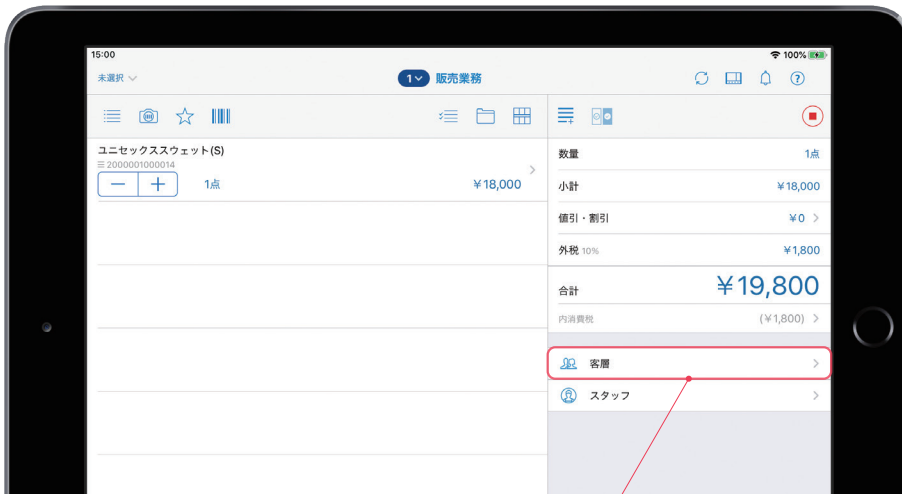 15:00
100%
未選択
1 販売業務
ユニセックススウェット(S)
2000001000014
1点
¥18,000
数量 1点
小計 ¥18,000
値引・割引 ¥0
外税 10% ¥1,800
合計 ¥19,800
内消費税 (¥1,800)
客層
スタッフ